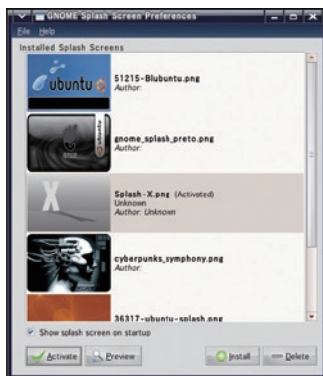 GNOME Splash Screen Preferences
File Help
Installed Splash Screens
ubuntu
51215-Blubuntu.png
Author:
gnome_splash_preto.png
Author:
X
Splash-X.png (Activated)
Unknown
Author: Unknown
cyberpunks_symphony.png
Author:
36317-ubuntu-splash.png
Show splash screen on startup
Activate Preview Install Delete